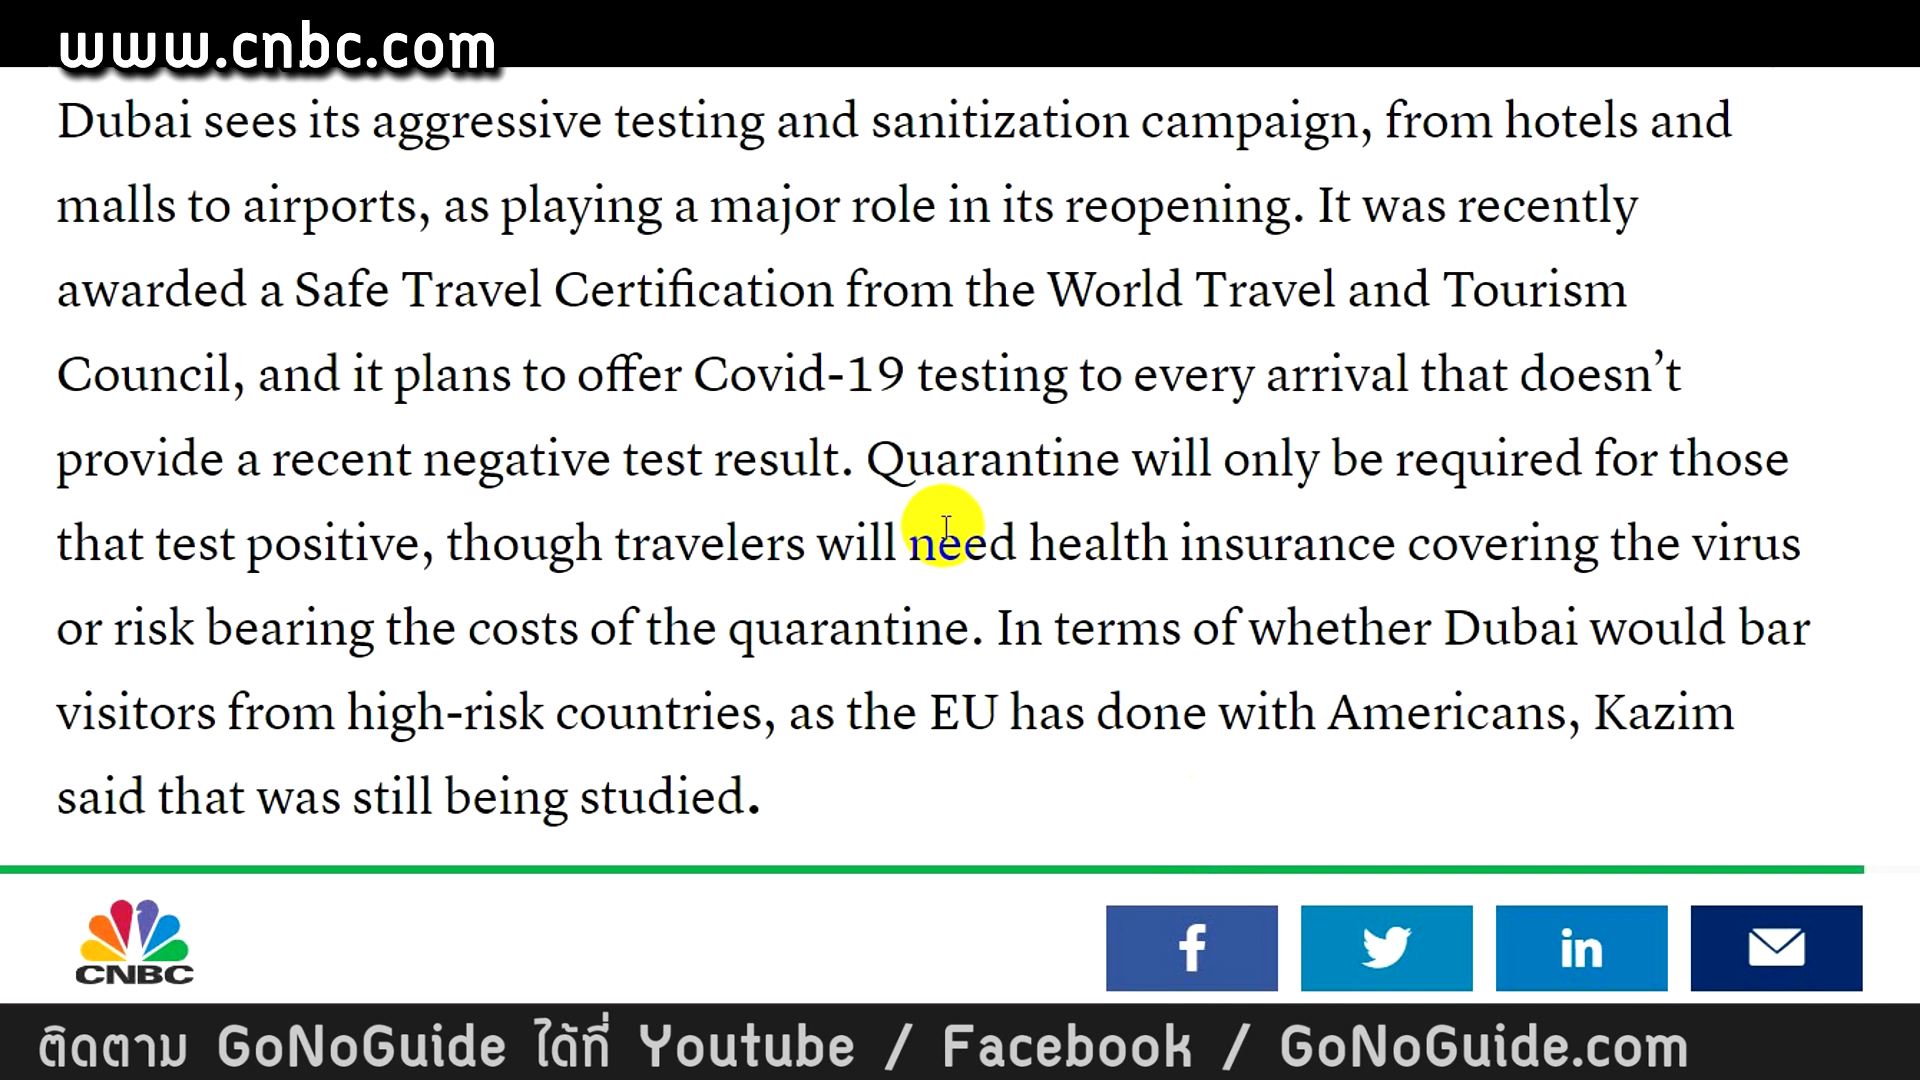 www.cnbc.com
Dubai sees its aggressive testing and sanitization campaign, from hotels and
malls to airports, as playing a major role in its reopening. It was recently
awarded a Safe Travel Certification from the World Travel and Tourism
Council, and it plans to offer Covid-19 testing to every arrival that doesn’t
provide a recent negative test result. Quarantine will only be required for those
that test positive, though travelers will need health insurance covering the virus
or risk bearing the costs of the quarantine. In terms of whether Dubai would bar
visitors from high-risk countries, as the EU has done with Americans, Kazim
said that was still being studied.
CNBC
f
in
ติดตาม GoNoGuide ได้ที่ Youtube / Facebook / GoNoGuide.com